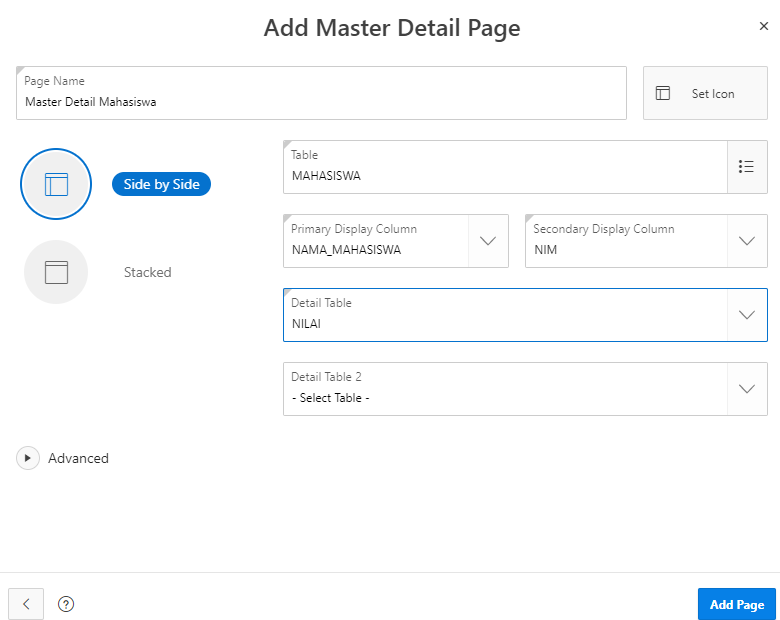 Add Master Detail Page
×
Page Name
Master Detail Mahasiswa
Set Icon
Side by Side
Stacked
Table
MAHASISWA
Primary Display Column
NAMA_MAHASISWA
Secondary Display Column
NIM
Detail Table
NILAI
Detail Table 2
- Select Table -
Advanced
?
Add Page